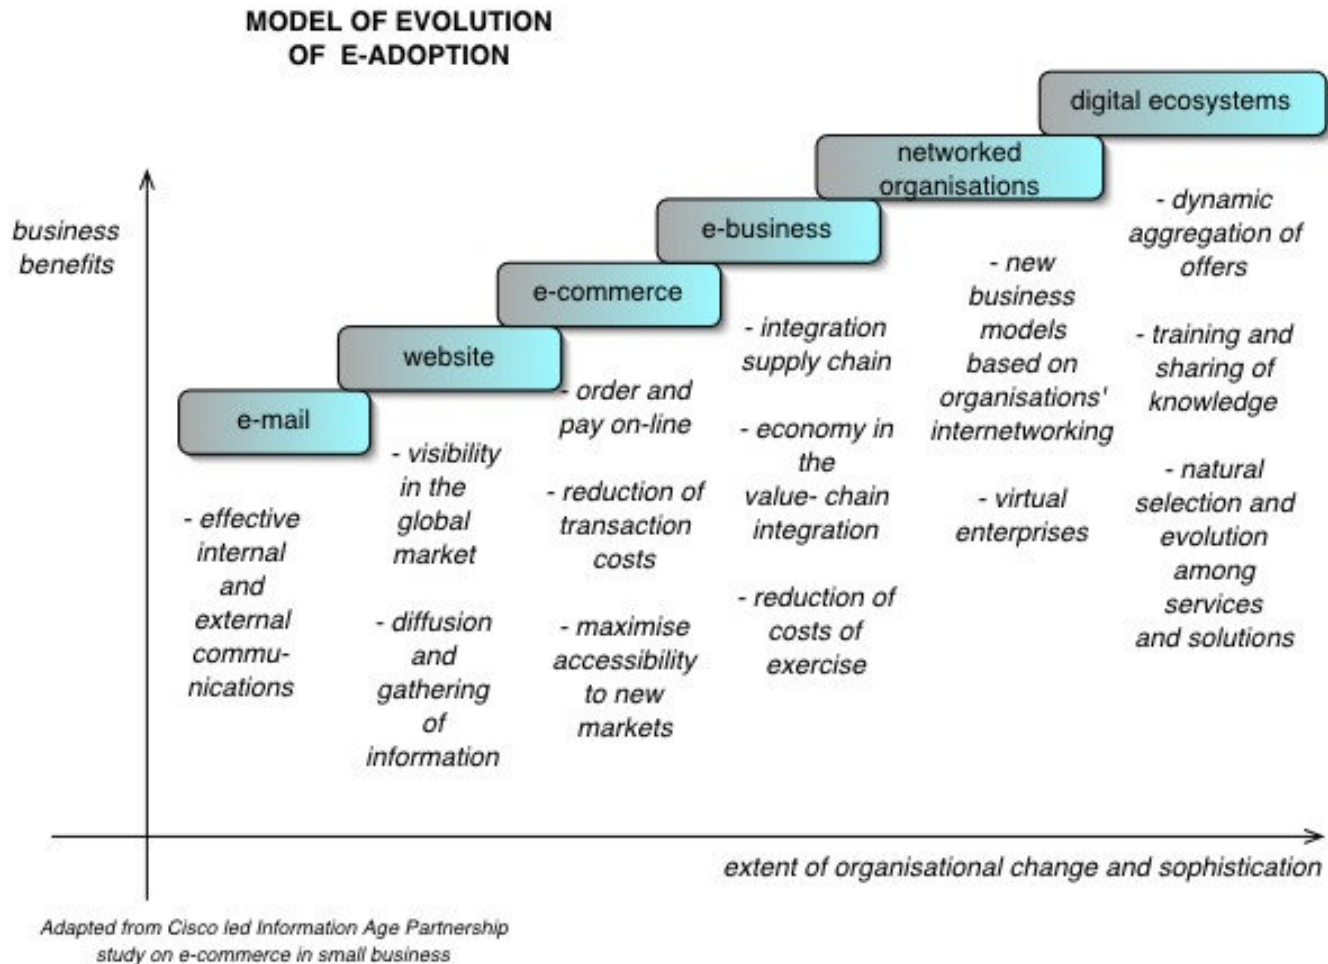 MODEL OF EVOLUTION
OF E-ADOPTION
business
benefits
e-mail
- effective
internal
and
external
commu-
nications
website
- visibility
in the
global
market
- diffusion
and
gathering
of
information
e-commerce
- order and
pay on-line
- reduction of
transaction
costs
- maximise
accessibility
to new
markets
e-business
- integration
supply chain
- economy in
the
value- chain
integration
- reduction of
costs of
exercise
networked
organisations
- new
business
models
based on
organisations'
internetworking
- virtual
enterprises
digital ecosystems
- dynamic
aggregation of
offers
- training and
sharing of
knowledge
- natural
selection and
evolution
among
services
and solutions
extent of organisational change and sophistication
Adapted from Cisco led Information Age Partnership
study on e-commerce in small business